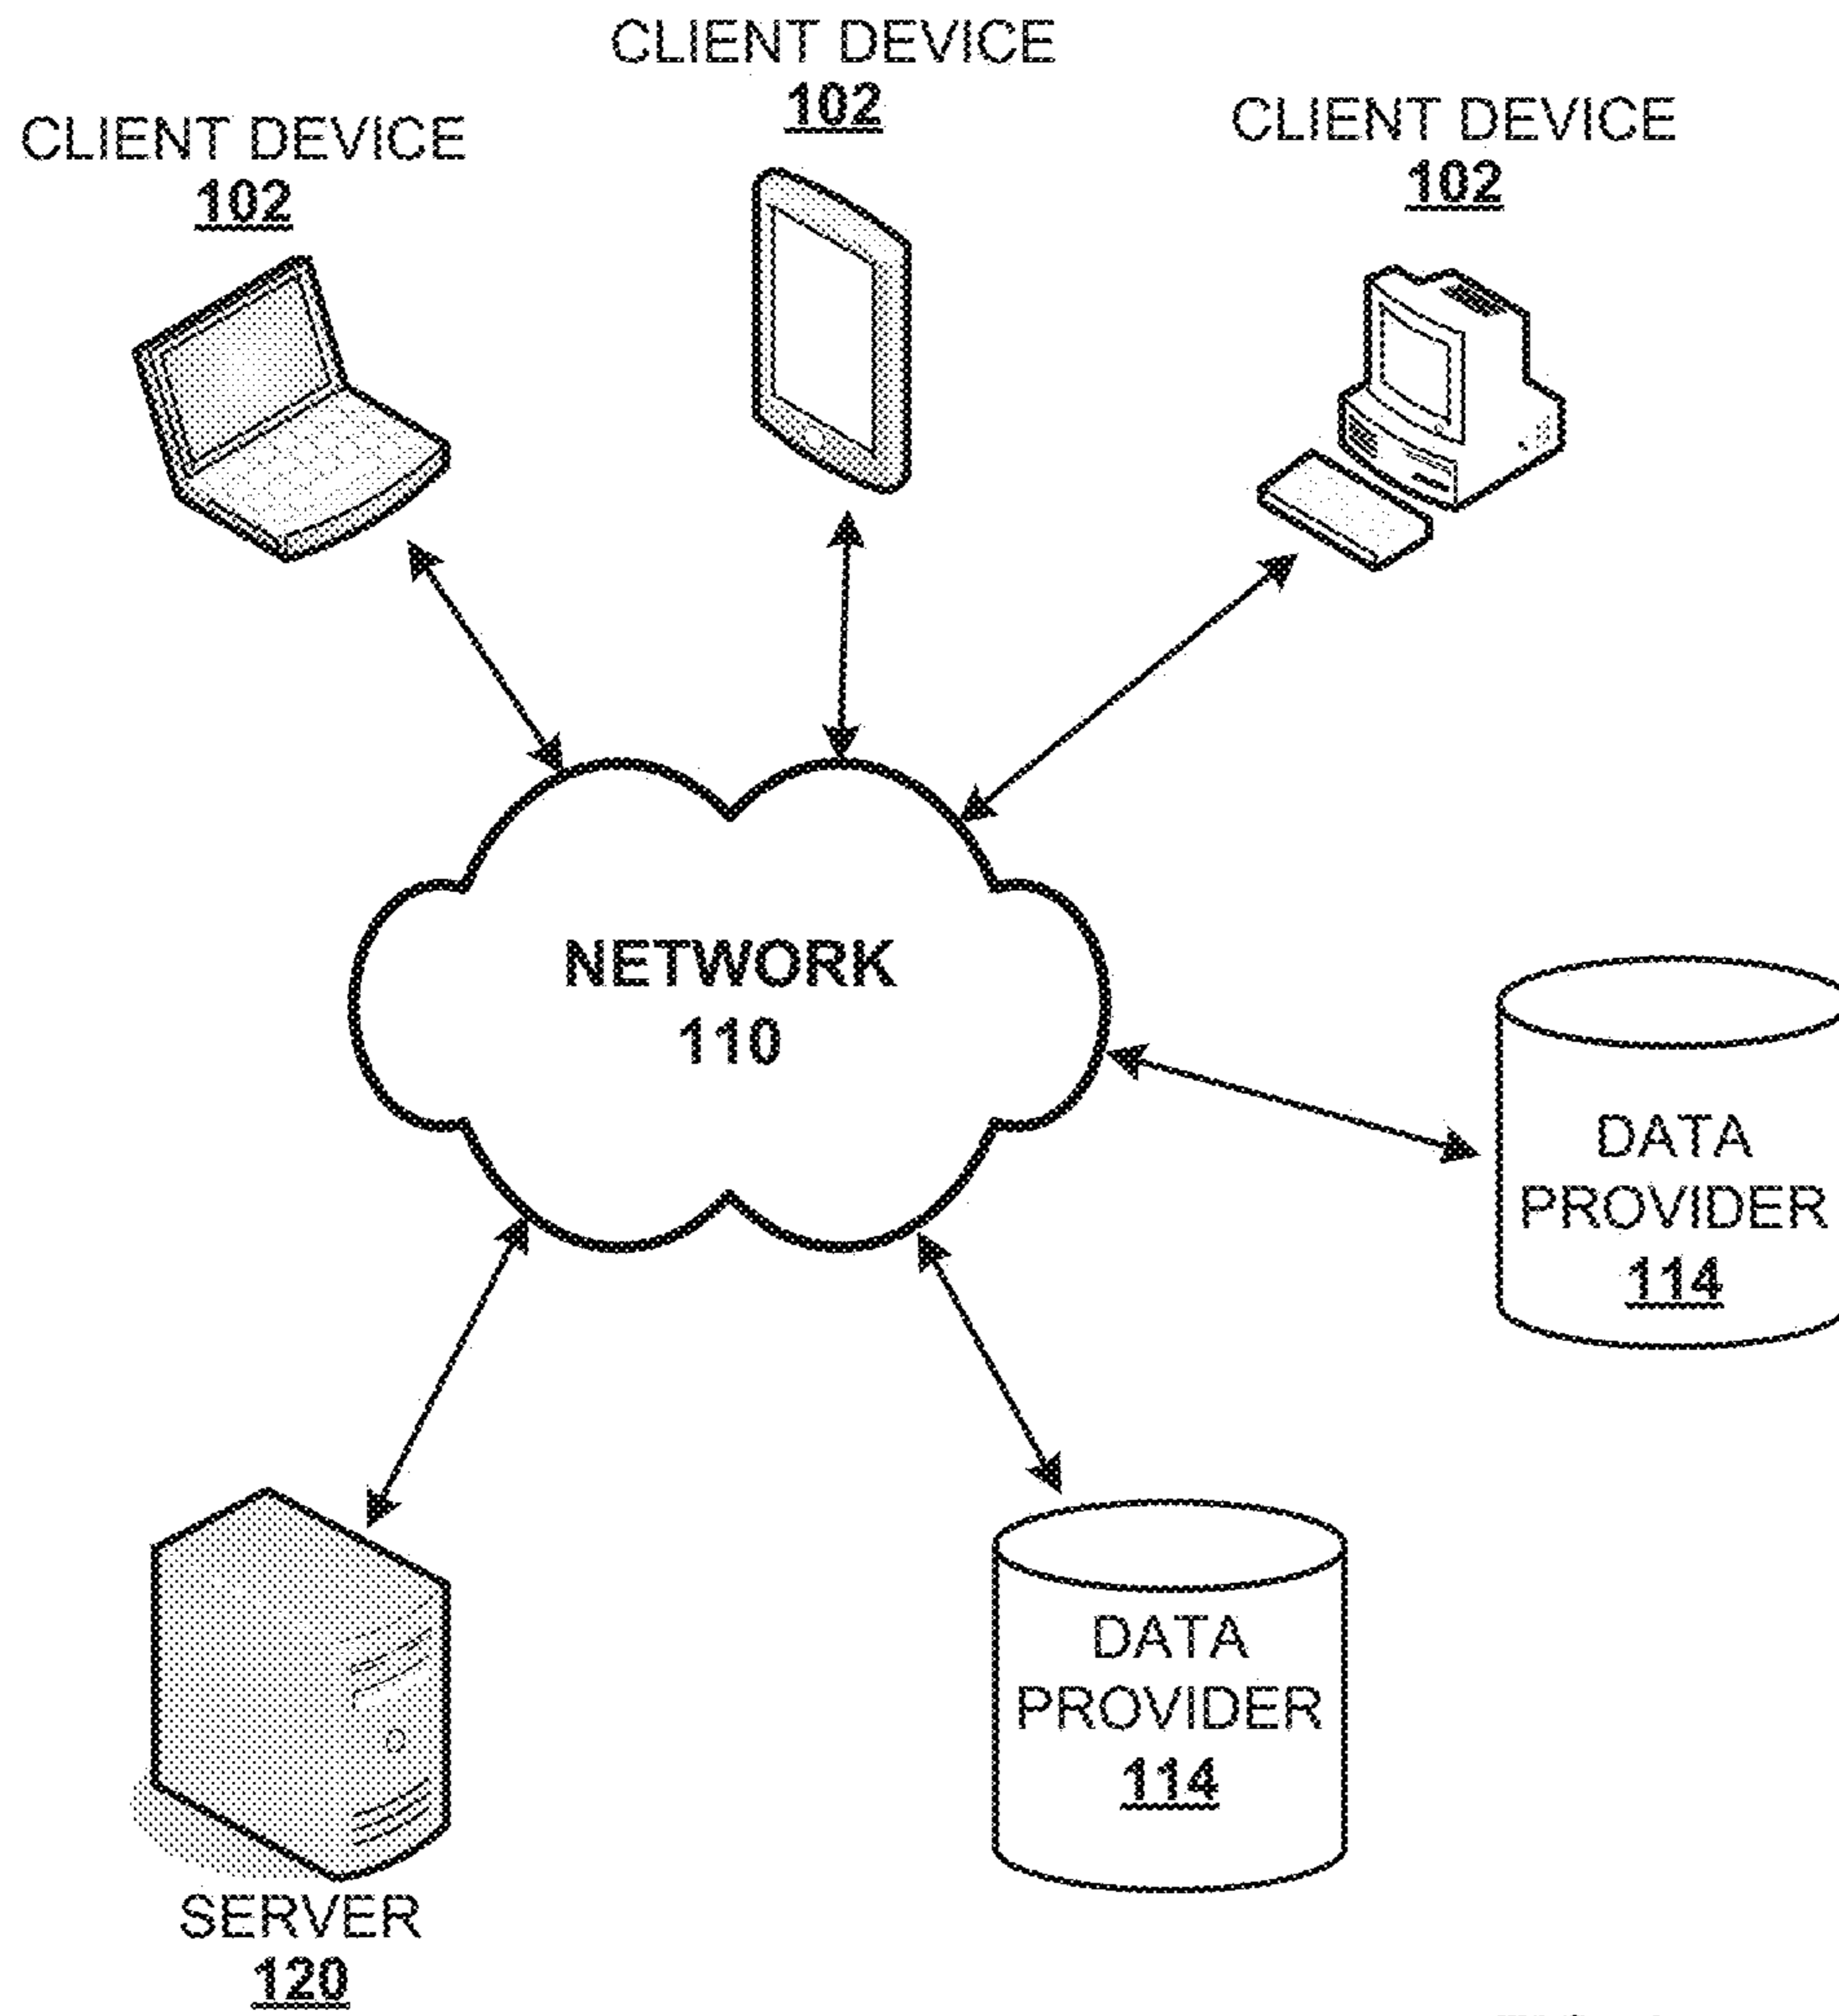 CLIENT DEVICE
102
CLIENT DEVICE
102
CLIENT DEVICE
102
NETWORK
110
DATA
PROVIDER
114
DATA
PROVIDER
114
SERVER
120